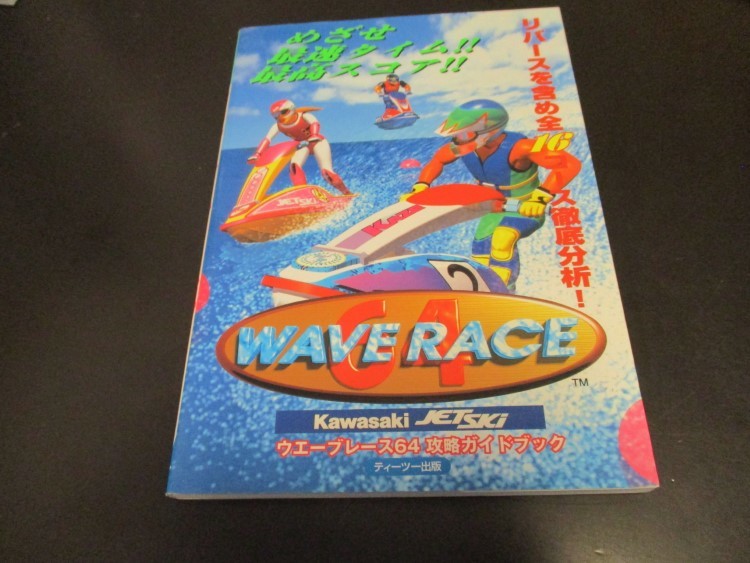 めざせ
最速タイム!!
最高スコア!!
リバースを含め全16コース徹底分析!
JETSKI
Kawa
2
64
WAVE RACE
TM
Kawasaki JETSKI
ウエーブレース64 攻略ガイドブック
ティーツー出版